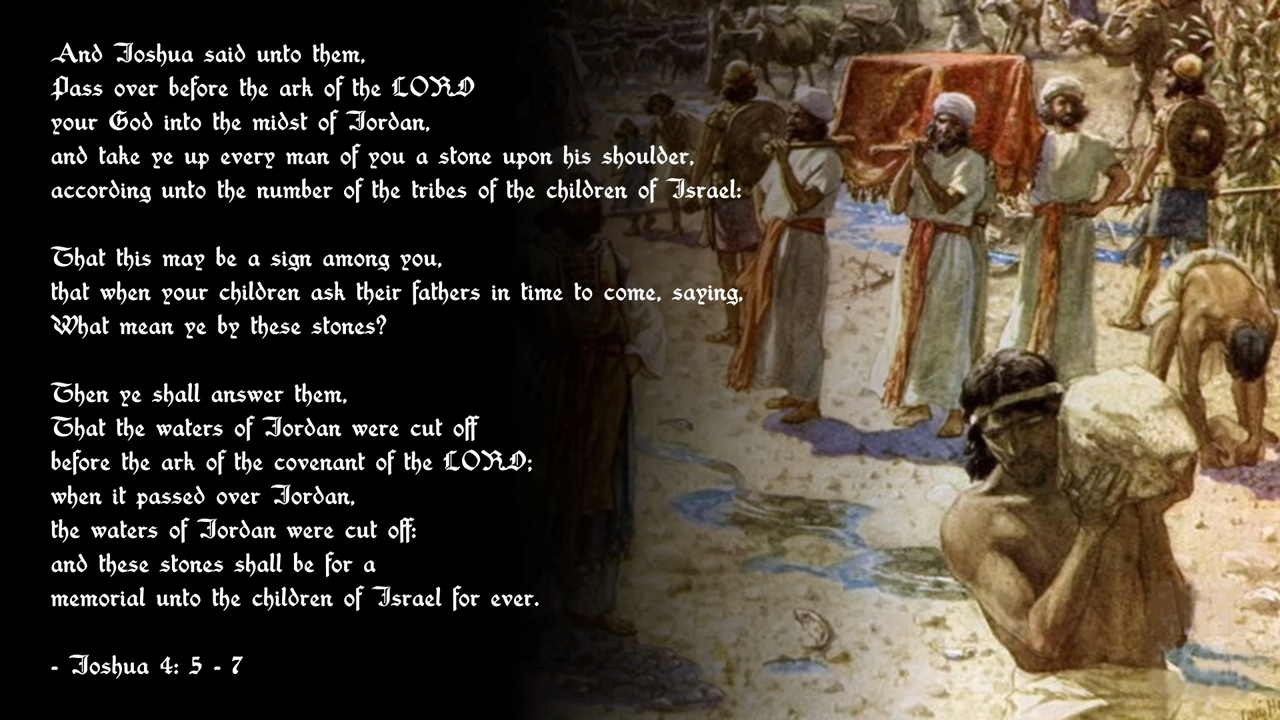 And Joshua said unto them,
Pass over before the ark of the LORD
your God into the midst of Jordan,
and take ye up every man of you a stone upon his shoulder,
according unto the number of the tribes of the children of Israel:
That this may be a sign among you,
that when your children ask their fathers in time to come, saying,
What mean ye by these stones?
Then ye shall answer them,
That the waters of Jordan were cut off
before the ark of the covenant of the LORD;
when it passed over Jordan,
the waters of Jordan were cut off:
and these stones shall be for a
memorial unto the children of Israel for ever.
- Joshua 4: 5 - 7